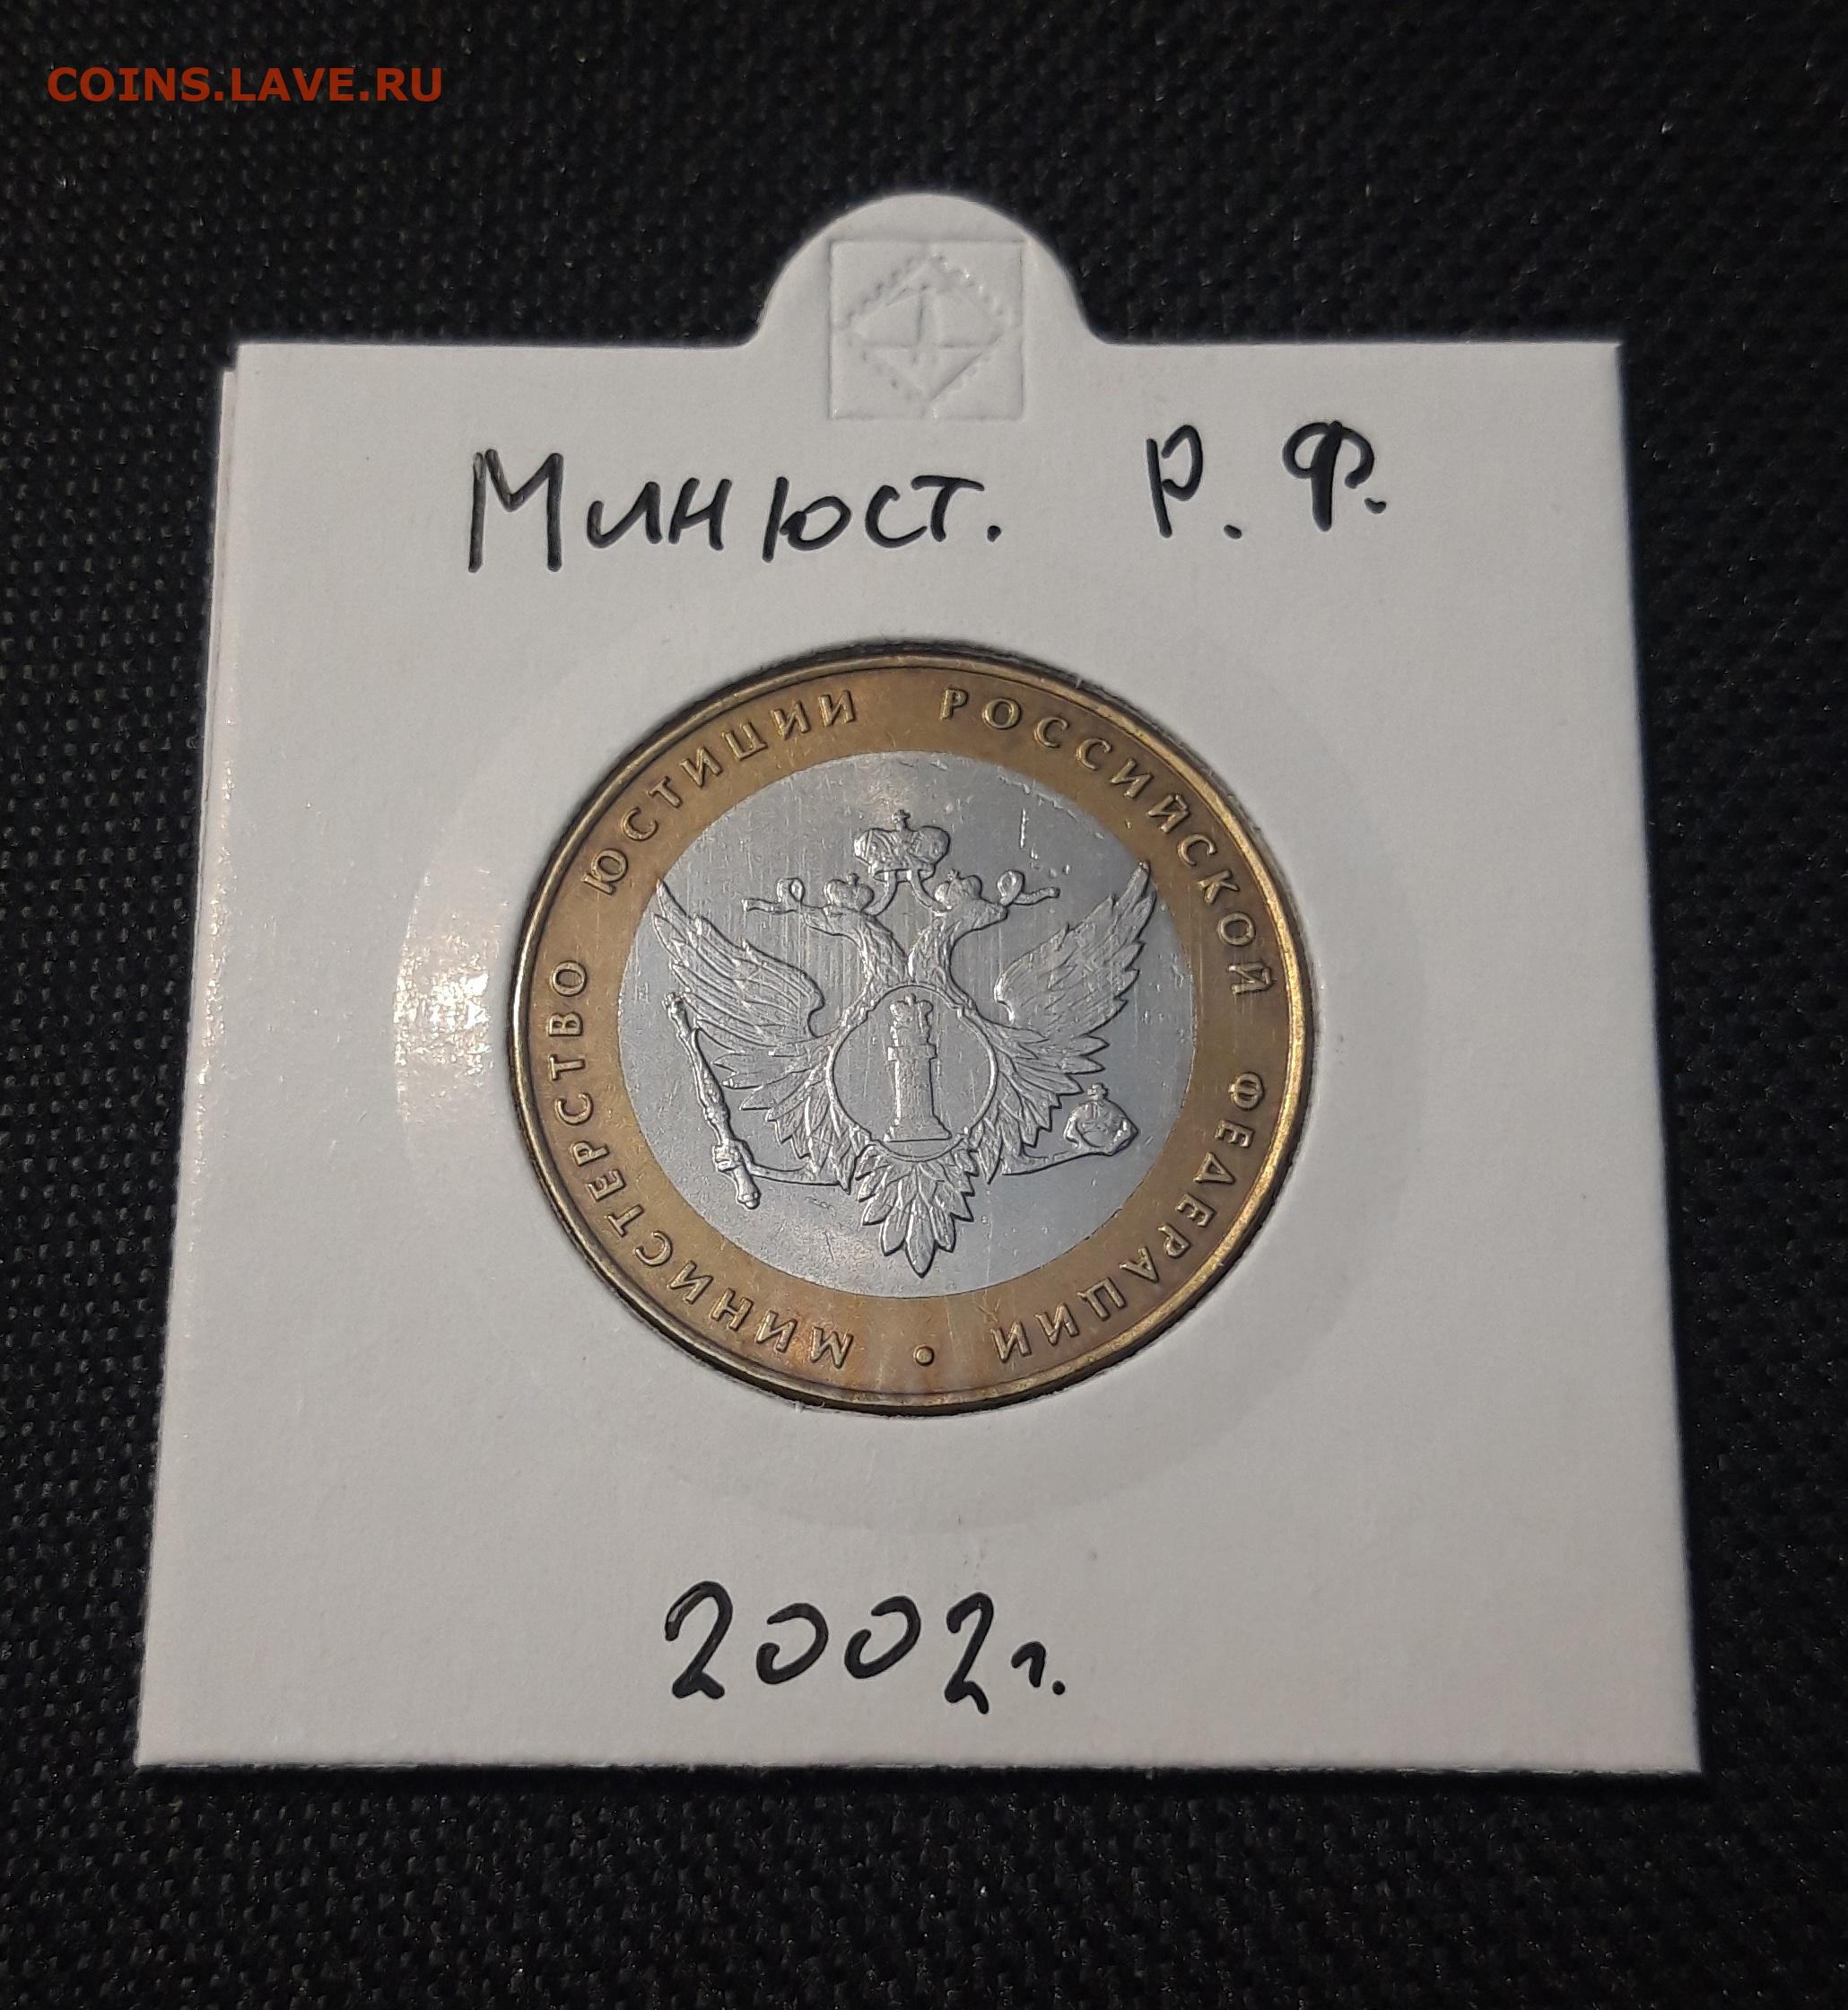 COINS.LAVE.RU
Минюст. Р. Ф.
МИНИСТЕРСТВО ЮСТИЦИИ РОССИЙСКОЙ ФЕДЕРАЦИИ •
2002г.